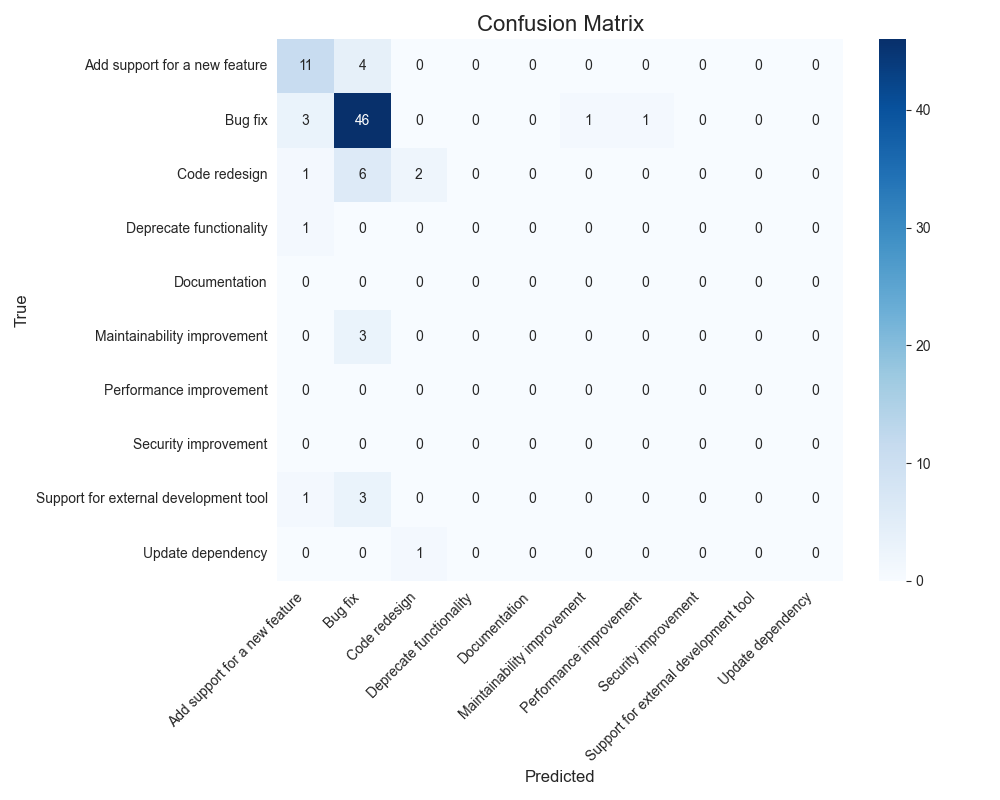 Confusion Matrix
Add support for a new feature 11 4 0 0 0 0 0 0 0 0
Bug fix 3 46 0 0 0 1 1 0 0 0
Code redesign 1 6 2 0 0 0 0 0 0 0
Deprecate functionality 1 0 0 0 0 0 0 0 0 0
Documentation 0 0 0 0 0 0 0 0 0 0
Maintainability improvement 0 3 0 0 0 0 0 0 0 0
Performance improvement 0 0 0 0 0 0 0 0 0 0
Security improvement 0 0 0 0 0 0 0 0 0 0
Support for external development tool 1 3 0 0 0 0 0 0 0 0
Update dependency 0 0 1 0 0 0 0 0 0 0
True
Add support for a new feature
Bug fix
Code redesign
Deprecate functionality
Documentation
Maintainability improvement
Performance improvement
Security improvement
Support for external development tool
Update dependency
Predicted
40
30
20
10
0